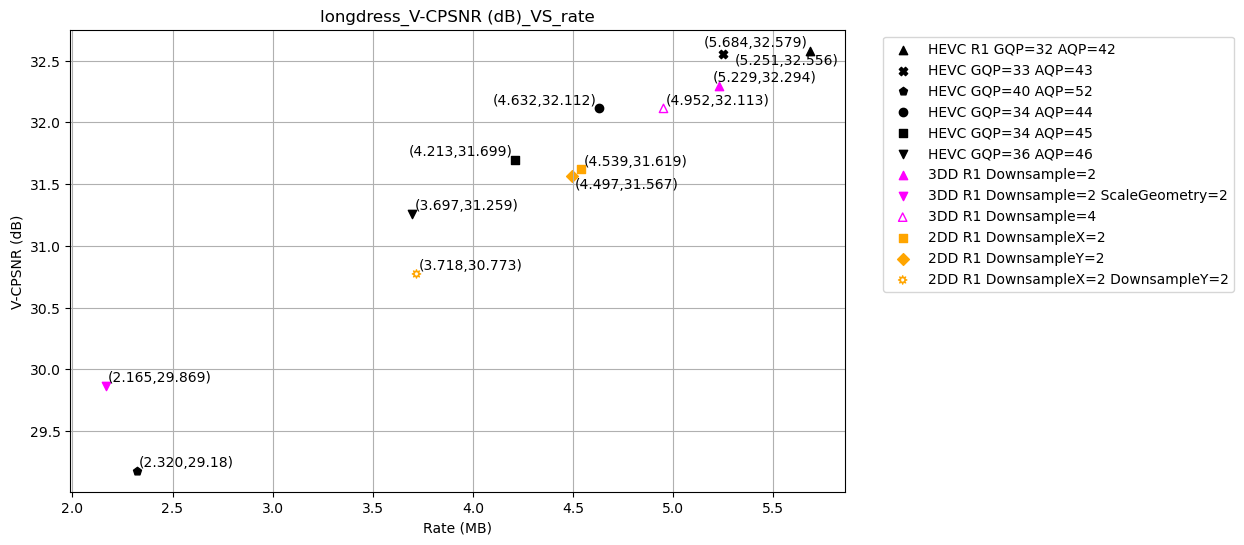 longdress_V-CPSNR (dB)_VS_rate
(5.684,32.579)
(5.251,32.556)
(5.229,32.294)
(4.632,32.112)
(4.952,32.113)
(4.213,31.699)
(4.539,31.619)
(4.497,31.567)
(3.697,31.259)
(3.718,30.773)
(2.165,29.869)
(2.320,29.18)
32.5
32.0
31.5
31.0
30.5
30.0
29.5
V-CPSNR (dB)
2.0 2.5 3.0 3.5 4.0 4.5 5.0 5.5
Rate (MB)
HEVC R1 GQP=32 AQP=42
HEVC GQP=33 AQP=43
HEVC GQP=40 AQP=52
HEVC GQP=34 AQP=44
HEVC GQP=34 AQP=45
HEVC GQP=36 AQP=46
3DD R1 Downsample=2
3DD R1 Downsample=2 ScaleGeometry=2
3DD R1 Downsample=4
2DD R1 DownsampleX=2
2DD R1 DownsampleY=2
2DD R1 DownsampleX=2 DownsampleY=2